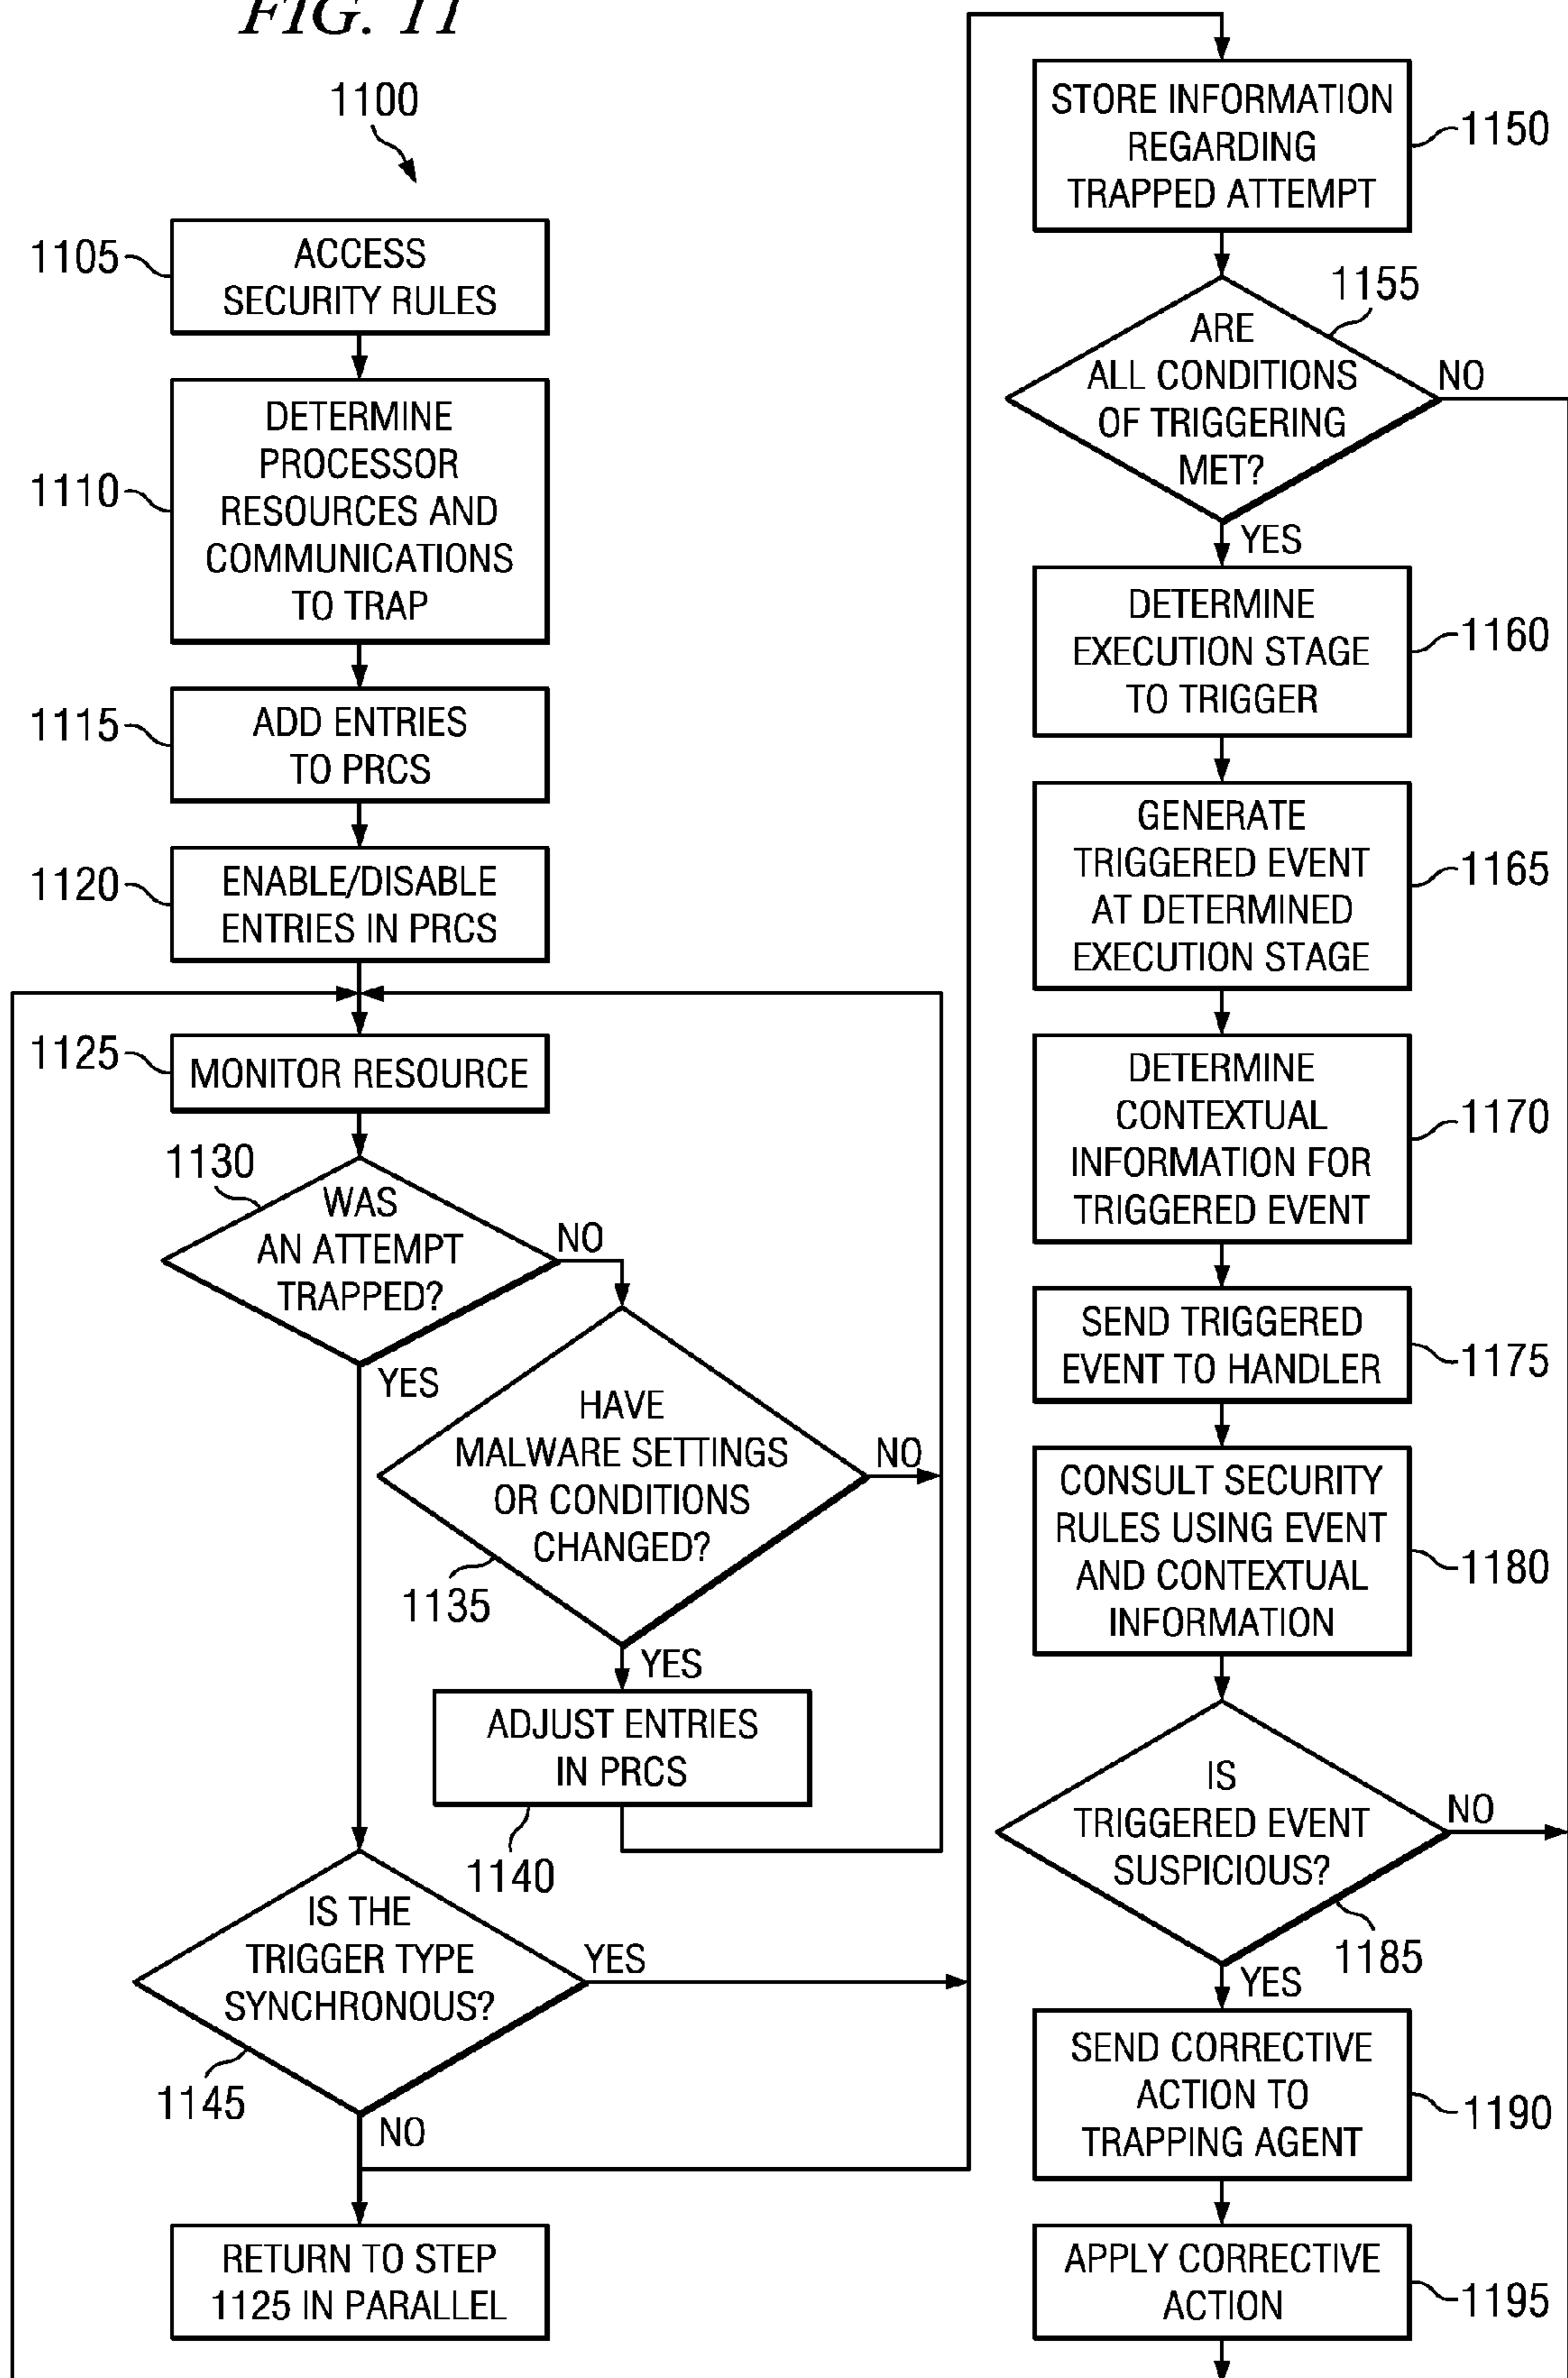 FIG. 11
1100
1105
ACCESS
SECURITY RULES
1110
DETERMINE
PROCESSOR
RESOURCES AND
COMMUNICATIONS
TO TRAP
1115
ADD ENTRIES
TO PRCS
1120
ENABLE/DISABLE
ENTRIES IN PRCS
1125
MONITOR RESOURCE
1130
WAS
AN ATTEMPT
TRAPPED?
NO
YES
HAVE
MALWARE SETTINGS
OR CONDITIONS
CHANGED?
NO
1135
YES
ADJUST ENTRIES
IN PRCS
1140
IS THE
TRIGGER TYPE
SYNCHRONOUS?
YES
1145
NO
RETURN TO STEP
1125 IN PARALLEL
STORE INFORMATION
REGARDING
TRAPPED ATTEMPT
1150
1155
ARE
ALL CONDITIONS
OF TRIGGERING
MET?
NO
YES
DETERMINE
EXECUTION STAGE
TO TRIGGER
1160
GENERATE
TRIGGERED EVENT
AT DETERMINED
EXECUTION STAGE
1165
DETERMINE
CONTEXTUAL
INFORMATION FOR
TRIGGERED EVENT
1170
SEND TRIGGERED
EVENT TO HANDLER
1175
CONSULT SECURITY
RULES USING EVENT
AND CONTEXTUAL
INFORMATION
1180
IS
TRIGGERED EVENT
SUSPICIOUS?
NO
1185
YES
SEND CORRECTIVE
ACTION TO
TRAPPING AGENT
1190
APPLY CORRECTIVE
ACTION
1195